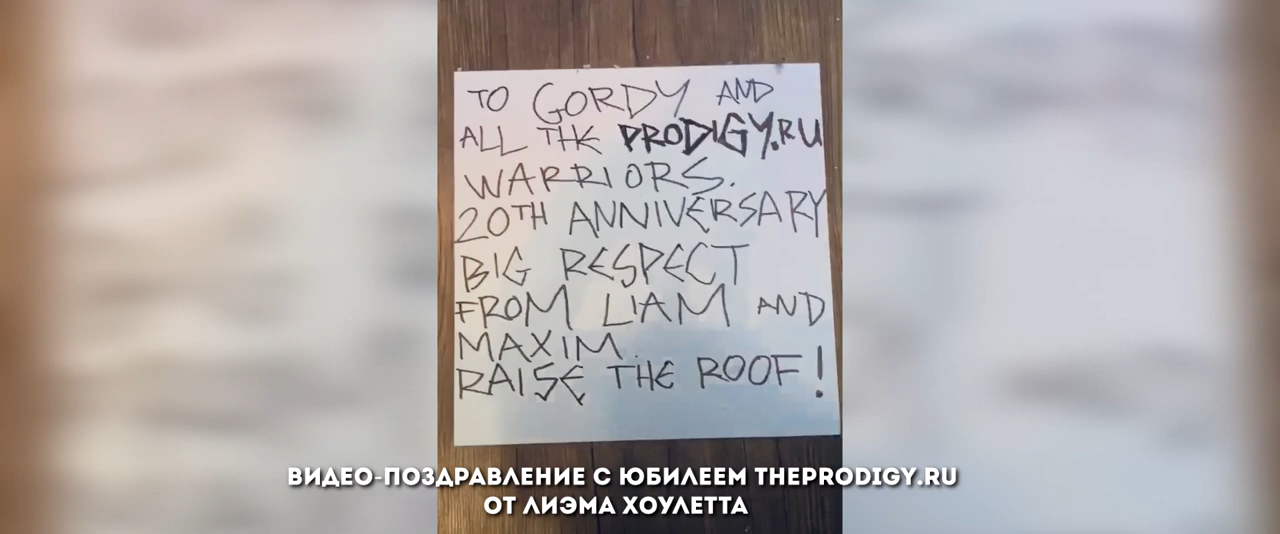 TO GORDY AND
ALL THE PRODIGY.RU
WARRIORS.
20TH ANNIVERSARY
BIG RESPECT
FROM LIAM AND
MAXIM.
RAISE THE ROOF!
ВИДЕО-ПОЗДРАВЛЕНИЕ С ЮБИЛЕЕМ THEPRODIGY.RU
ОТ ЛИЭМА ХОУЛЕТТА